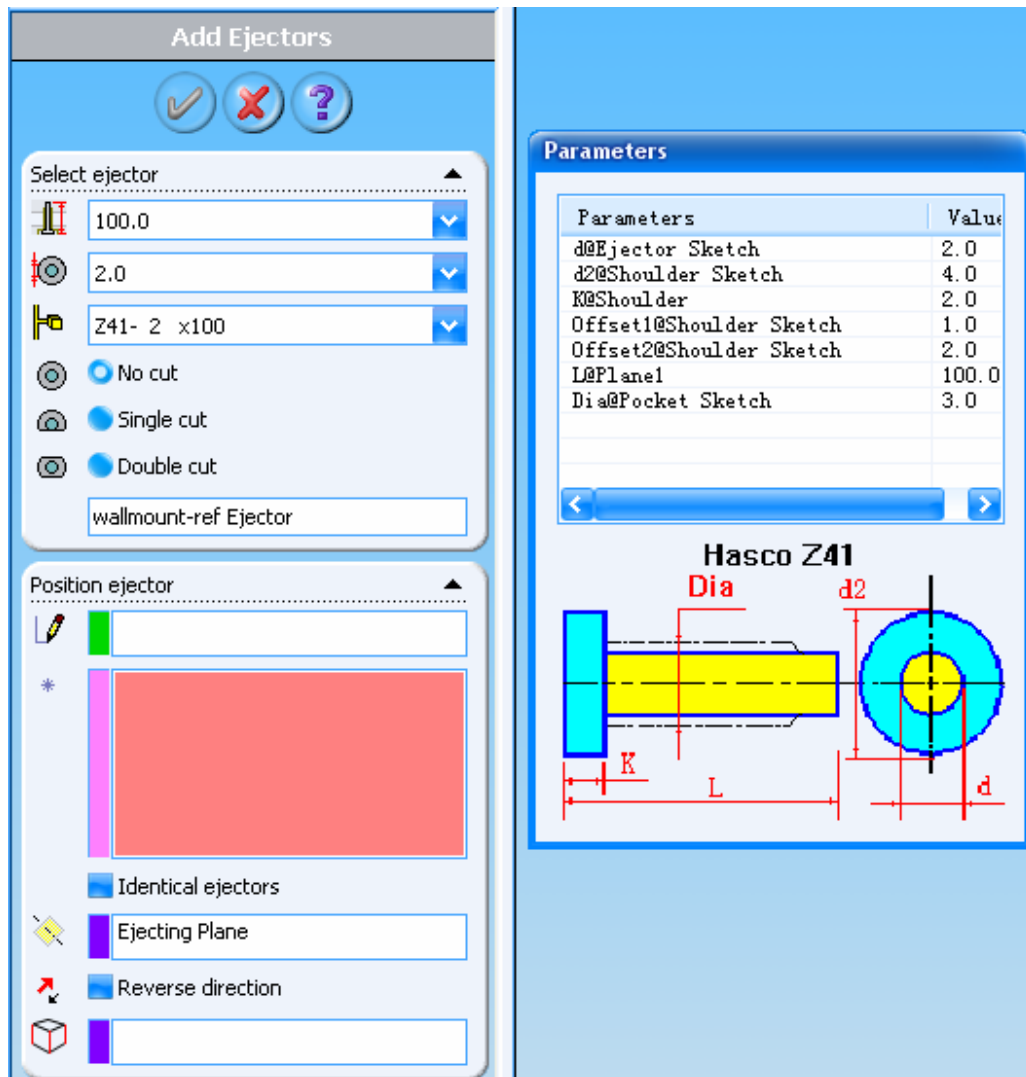 Add Ejectors
Select ejector
100.0
2.0
Z41- 2 x100
No cut
Single cut
Double cut
wallmount-ref Ejector
Position ejector
Identical ejectors
Ejecting Plane
Reverse direction
Parameters
Parameters Value
d@Ejector Sketch 2.0
d2@Shoulder Sketch 4.0
K@Shoulder 2.0
Offset1@Shoulder Sketch 1.0
Offset2@Shoulder Sketch 2.0
L@Plane1 100.0
Dia@Pocket Sketch 3.0
Hasco Z41
Dia d2
K
L d